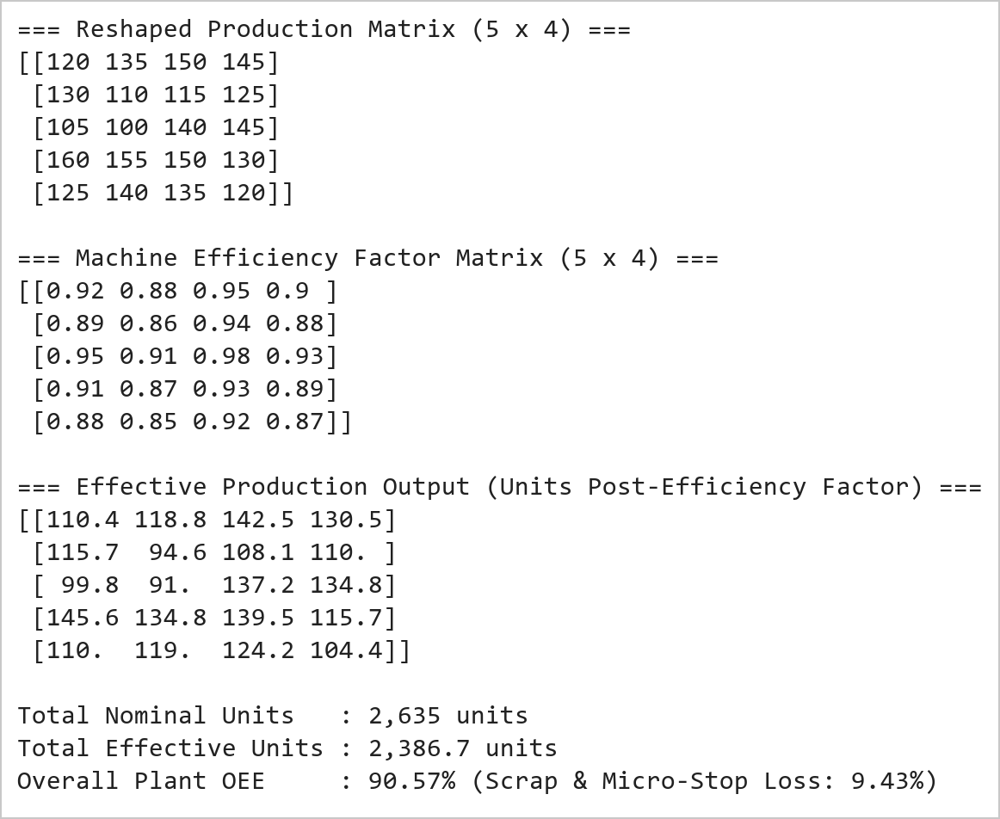 === Reshaped Production Matrix (5 x 4) ===
[[120 135 150 145]
 [130 110 115 125]
 [105 100 140 145]
 [160 155 150 130]
 [125 140 135 120]]

=== Machine Efficiency Factor Matrix (5 x 4) ===
[[0.92 0.88 0.95 0.9 ]
 [0.89 0.86 0.94 0.88]
 [0.95 0.91 0.98 0.93]
 [0.91 0.87 0.93 0.89]
 [0.88 0.85 0.92 0.87]]

=== Effective Production Output (Units Post-Efficiency Factor) ===
[[110.4 118.8 142.5 130.5]
 [115.7  94.6 108.1 110. ]
 [ 99.8  91.  137.2 134.8]
 [145.6 134.8 139.5 115.7]
 [110.  119.  124.2 104.4]]

Total Nominal Units   : 2,635 units
Total Effective Units : 2,386.7 units
Overall Plant OEE     : 90.57% (Scrap & Micro-Stop Loss: 9.43%)